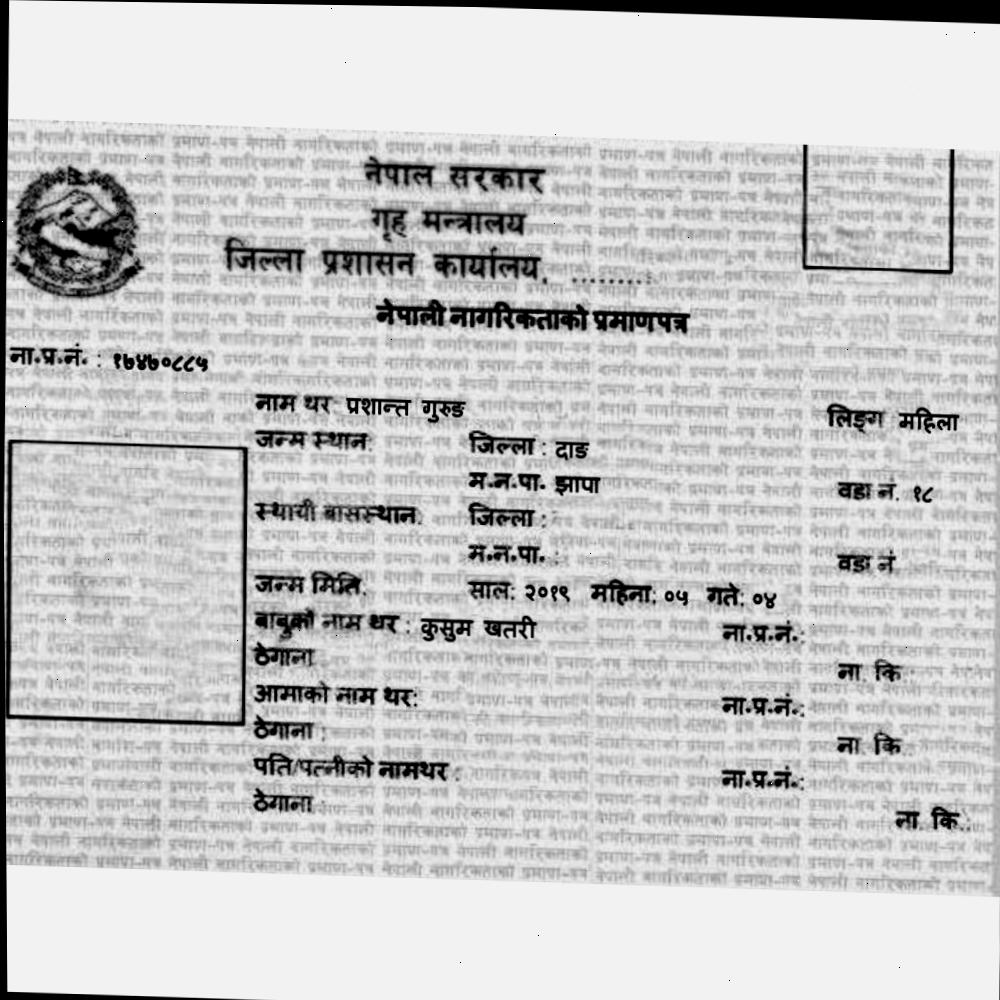 नेपाल सरकार
गृह मन्त्रालय
जिल्ला प्रशासन कार्यालय, .........
नेपाली नागरिकताको प्रमाणपत्र
ना.प्र.नं. : १७४७०८८५
नाम थर: प्रशान्त गुरुङ लिङ्ग महिला
जन्म स्थान: जिल्ला : दाङ
म.न.पा. झापा वडा नं. १८
स्थायी बासस्थान: जिल्ला :
म.न.पा. : वडा नं.
जन्म मिति: साल: २०१९ महिना: ०५ गते: ०४
बाबुको नाम थर : कुसुम खतरी ना.प्र.नं.:
ठेगाना ना. कि.:
आमाको नाम थर: ना.प्र.नं.:
ठेगाना : ना. कि.
पति/पत्नीको नामथर : ना.प्र.नं.:
ठेगाना : ना. कि.: